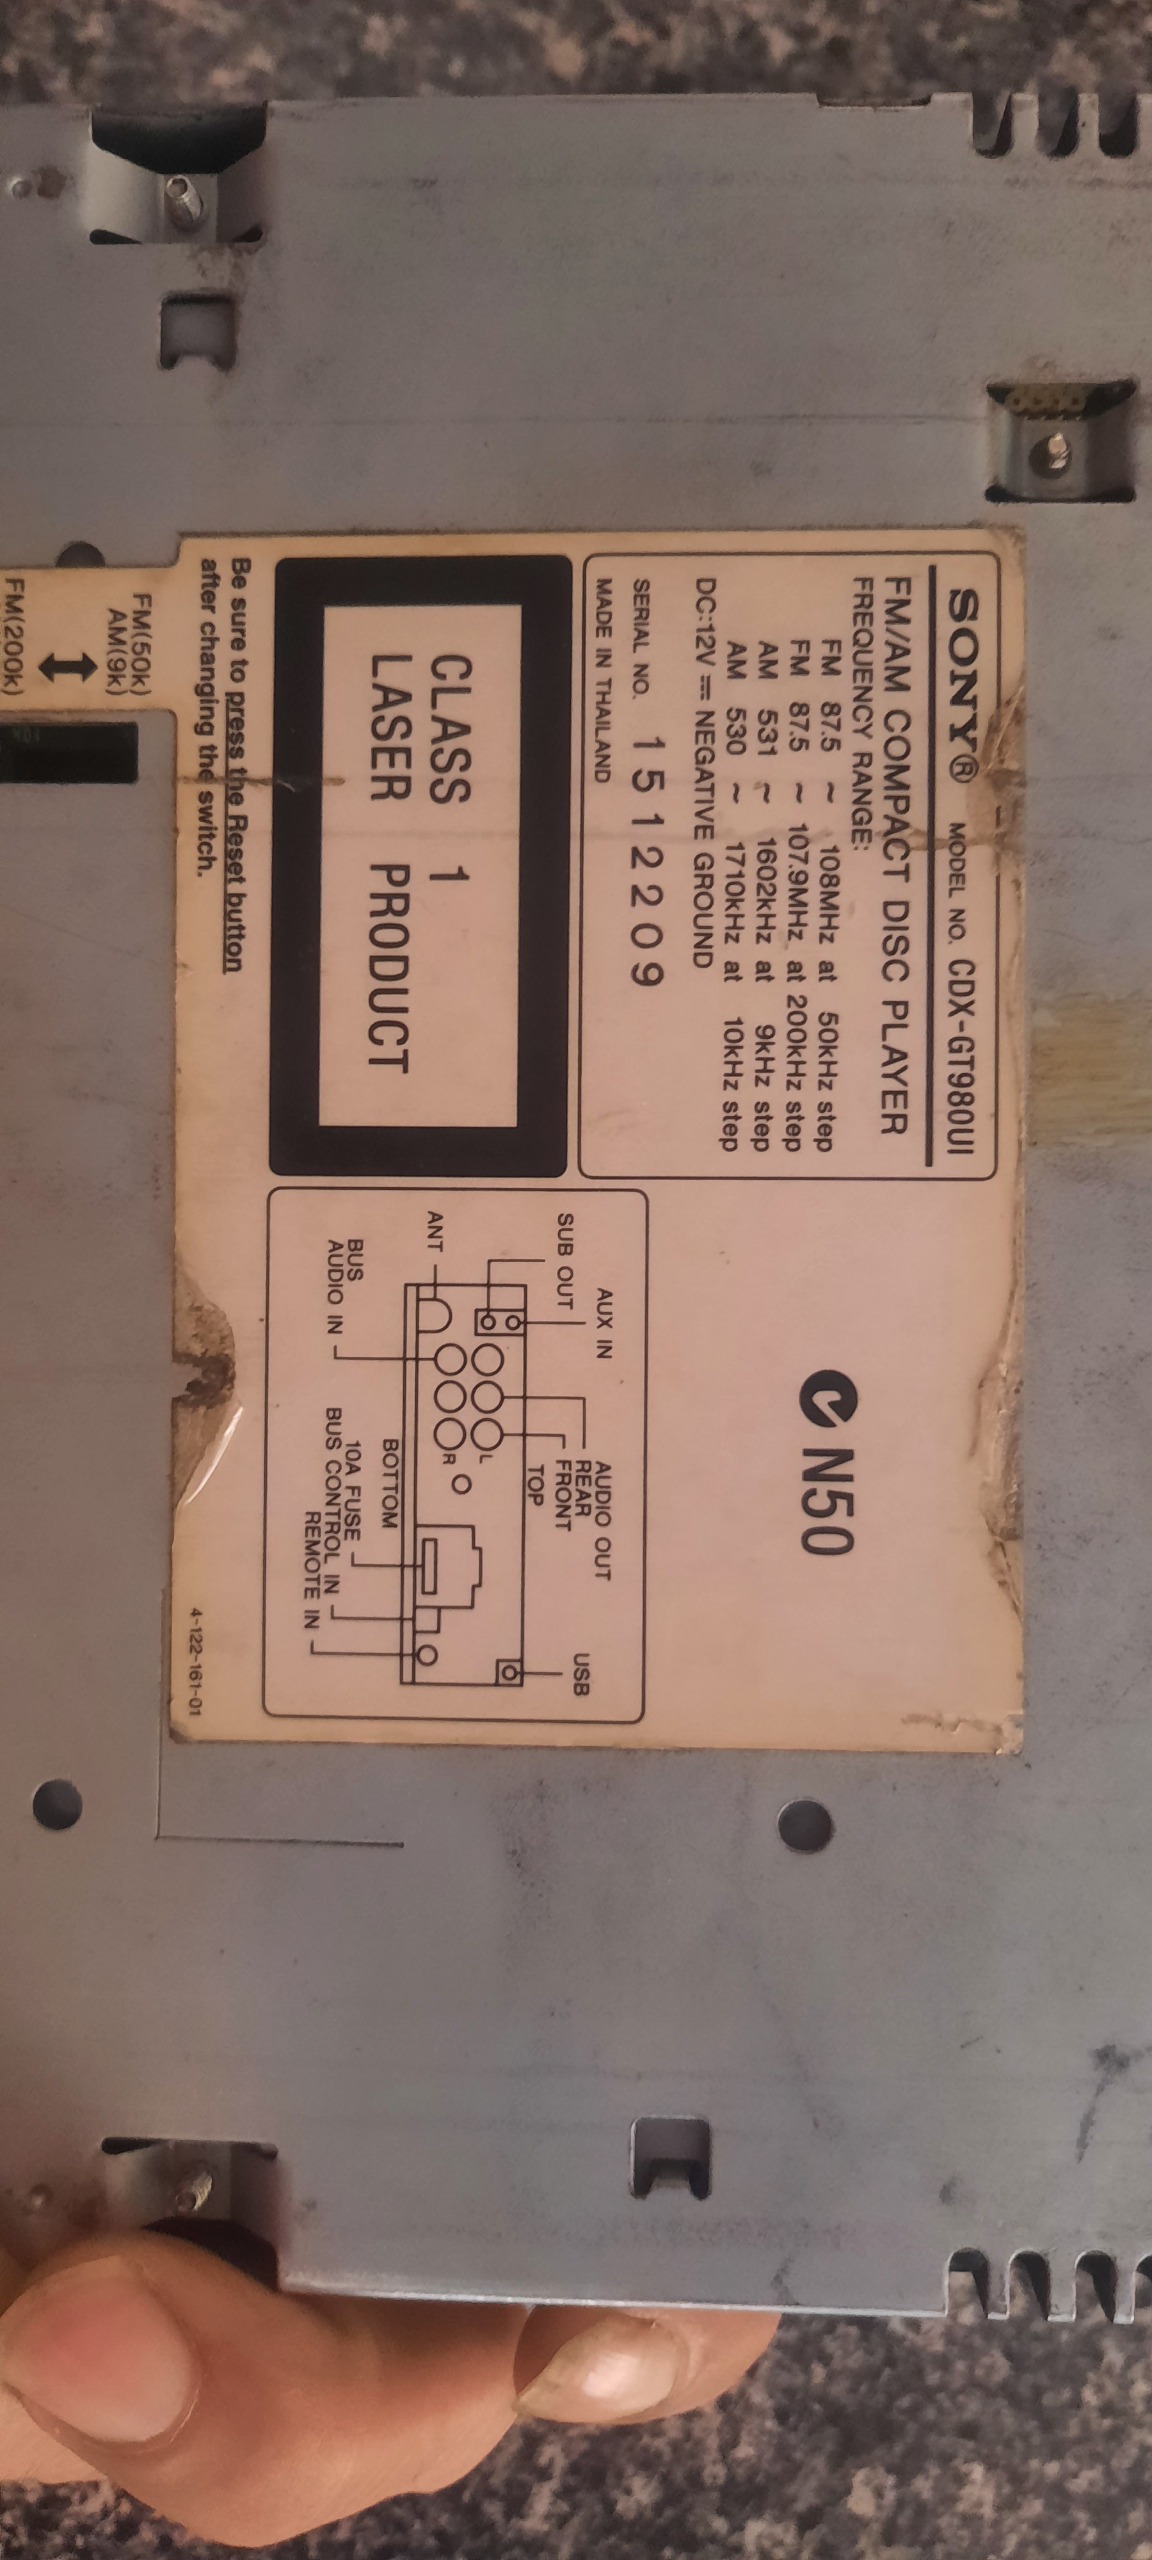 SONY® MODEL NO. CDX-GT980UI
FM/AM COMPACT DISC PLAYER
FREQUENCY RANGE:
FM 87.5 ~ 108MHz at 50kHz step
FM 87.5 ~ 107.9MHz at 200kHz step
AM 531 ~ 1602kHz at 9kHz step
AM 530 ~ 1710kHz at 10kHz step
DC:12V ⎓ NEGATIVE GROUND
SERIAL NO. 1512209
MADE IN THAILAND
CLASS 1
LASER PRODUCT
Be sure to press the Reset button
after changing the switch.
FM(50k)
AM(9k)
FM(200k)
N50
AUX IN
SUB OUT
AUDIO OUT
REAR
FRONT
TOP
USB
L
R
ANT
BUS
AUDIO IN
BOTTOM
10A FUSE
BUS CONTROL IN
REMOTE IN
4-122-161-01